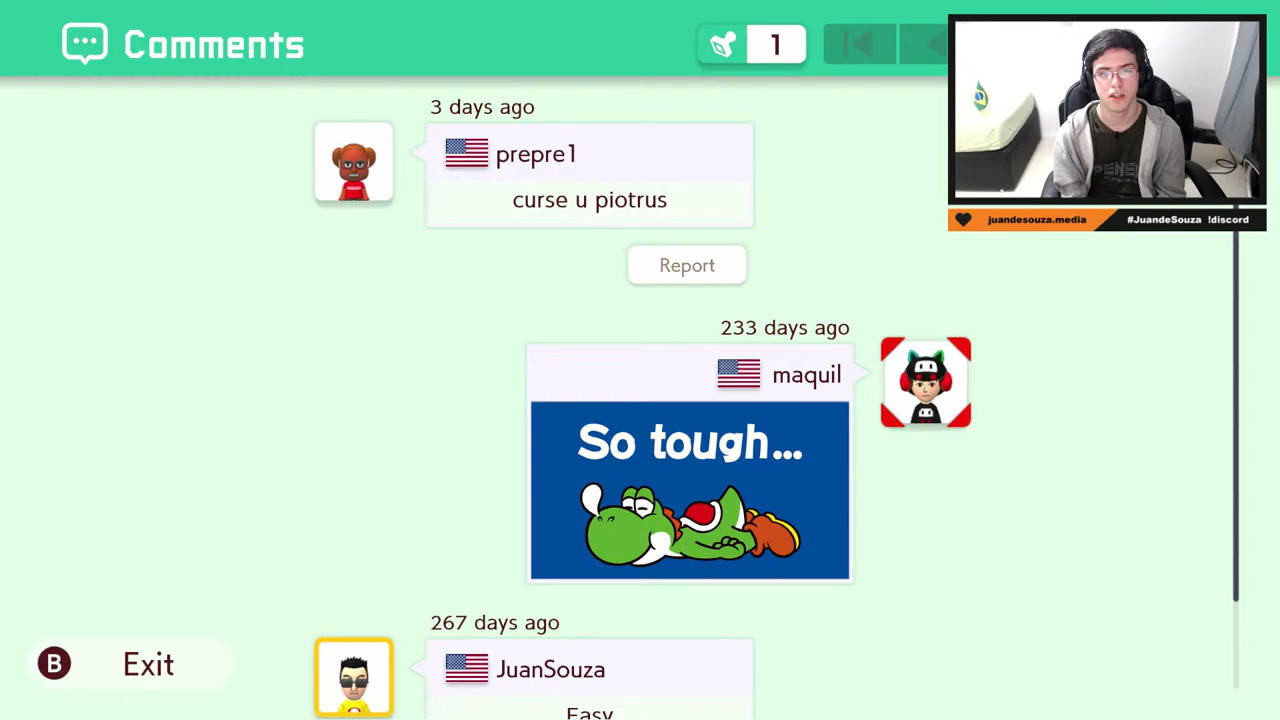 Comments
1
3 days ago
prepre1
curse u piotrus
Report
233 days ago
maquil
So tough...
267 days ago
JuanSouza
Easy
B Exit
juandesouza.media #JuandeSouza !discord